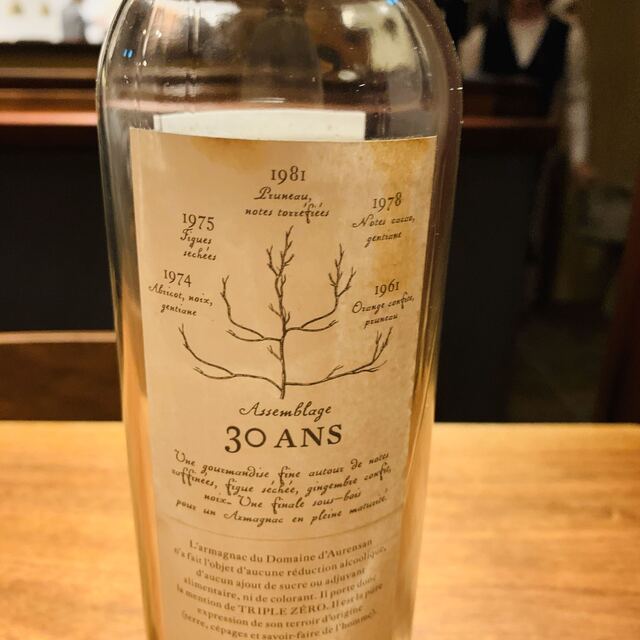 1981
Pruneau,
notes torréfiées
1975
Figues
séchées
1978
Notes cacao,
gentiane
1974
Abricot, noix,
gentiane
1961
Orange confite,
pruneau
Assemblage
30 ANS
Une gourmandise fine autour de notes
raffinées, figue séchée, gingembre confit,
noix. Une finale sous-bois
pour un Armagnac en pleine maturité.
L'armagnac du Domaine d'Aurensan
n'a fait l'objet d'aucune réduction alcoolique,
d'aucun ajout de sucre ou adjuvant
alimentaire, ni de colorant. Il porte donc
la mention de TRIPLE ZÉRO. Il est la pure
expression de son terroir d'origine
(terre, cépages et savoir-faire de l'homme).